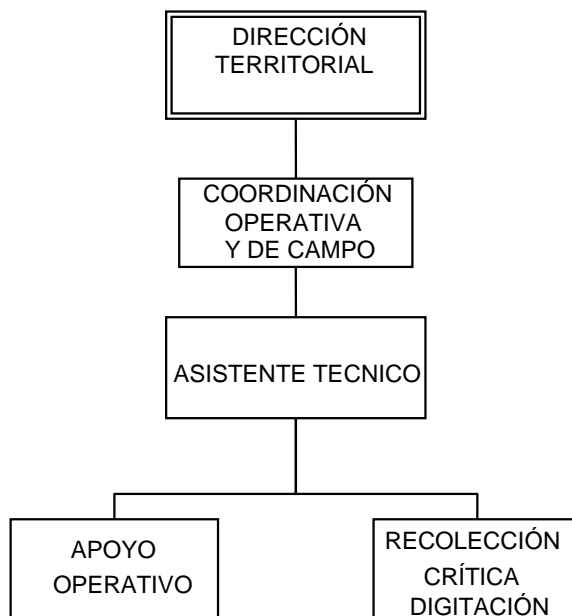 DIRECCIÓN
TERRITORIAL
COORDINACIÓN
OPERATIVA
Y DE CAMPO
ASISTENTE TECNICO
APOYO
OPERATIVO
RECOLECCIÓN
CRÍTICA
DIGITACIÓN